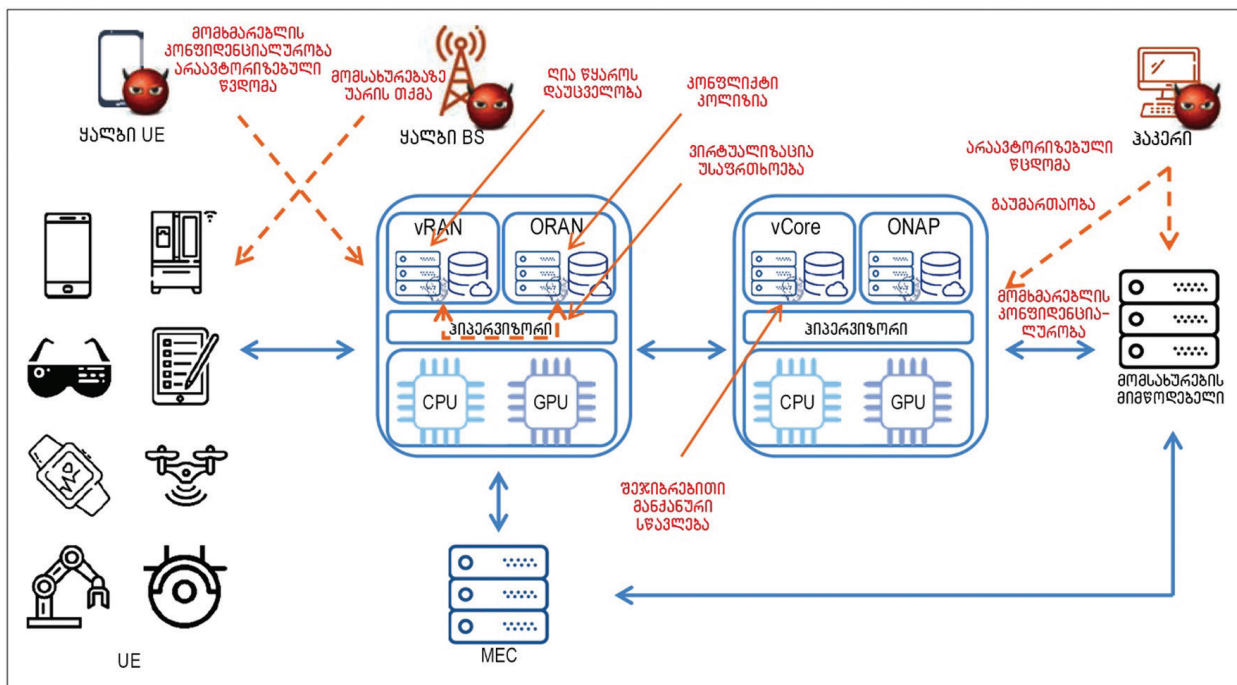 მომხმარებლის
კონფიდენციალურობა
არაავტორიზებული
წვდომა
ყალბი UE
მომსახურებაზე
უარის თქმა
ყალბი BS
ღია წყაროს
დაუცველობა
კონფლიქტი
კოლიზია
ვირტუალიზაცია
უსაფრთხოება
ჰაკერი
არაავტორიზებული
წცდომა
გაუმართაობა
vRAN
ORAN
ჰიპერვიზორი
CPU
GPU
vCore
ONAP
ჰიპერვიზორი
CPU
GPU
მომხმარებლის
კონფიდენცია-
ლურობა
მომსახურების
მიმწოდებელი
შეჯიბრებითი
მანქანური
სწავლება
MEC
UE